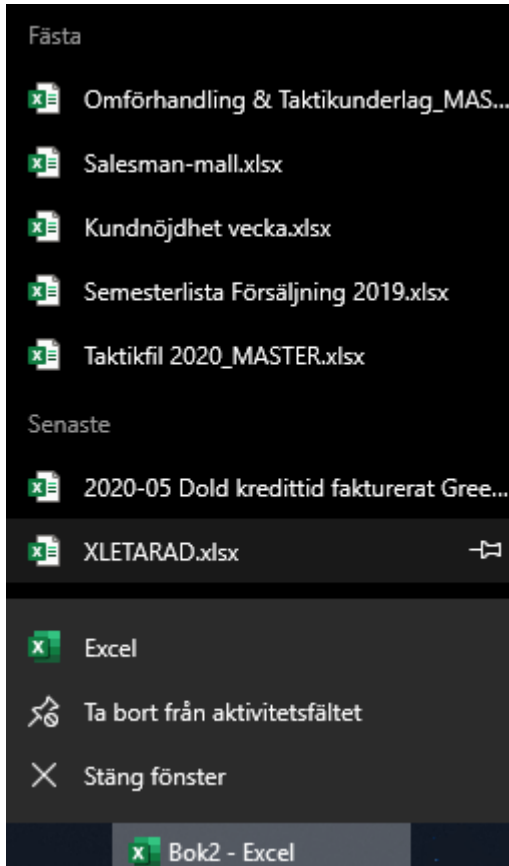 Fästa
Omförhandling & Taktikunderlag_MAS...
Salesman-mall.xlsx
Kundnöjdhet vecka.xlsx
Semesterlista Försäljning 2019.xlsx
Taktikfil 2020_MASTER.xlsx
Senaste
2020-05 Dold kredittid fakturerat Gree...
XLETARAD.xlsx
Excel
Ta bort från aktivitetsfältet
Stäng fönster
Bok2 - Excel